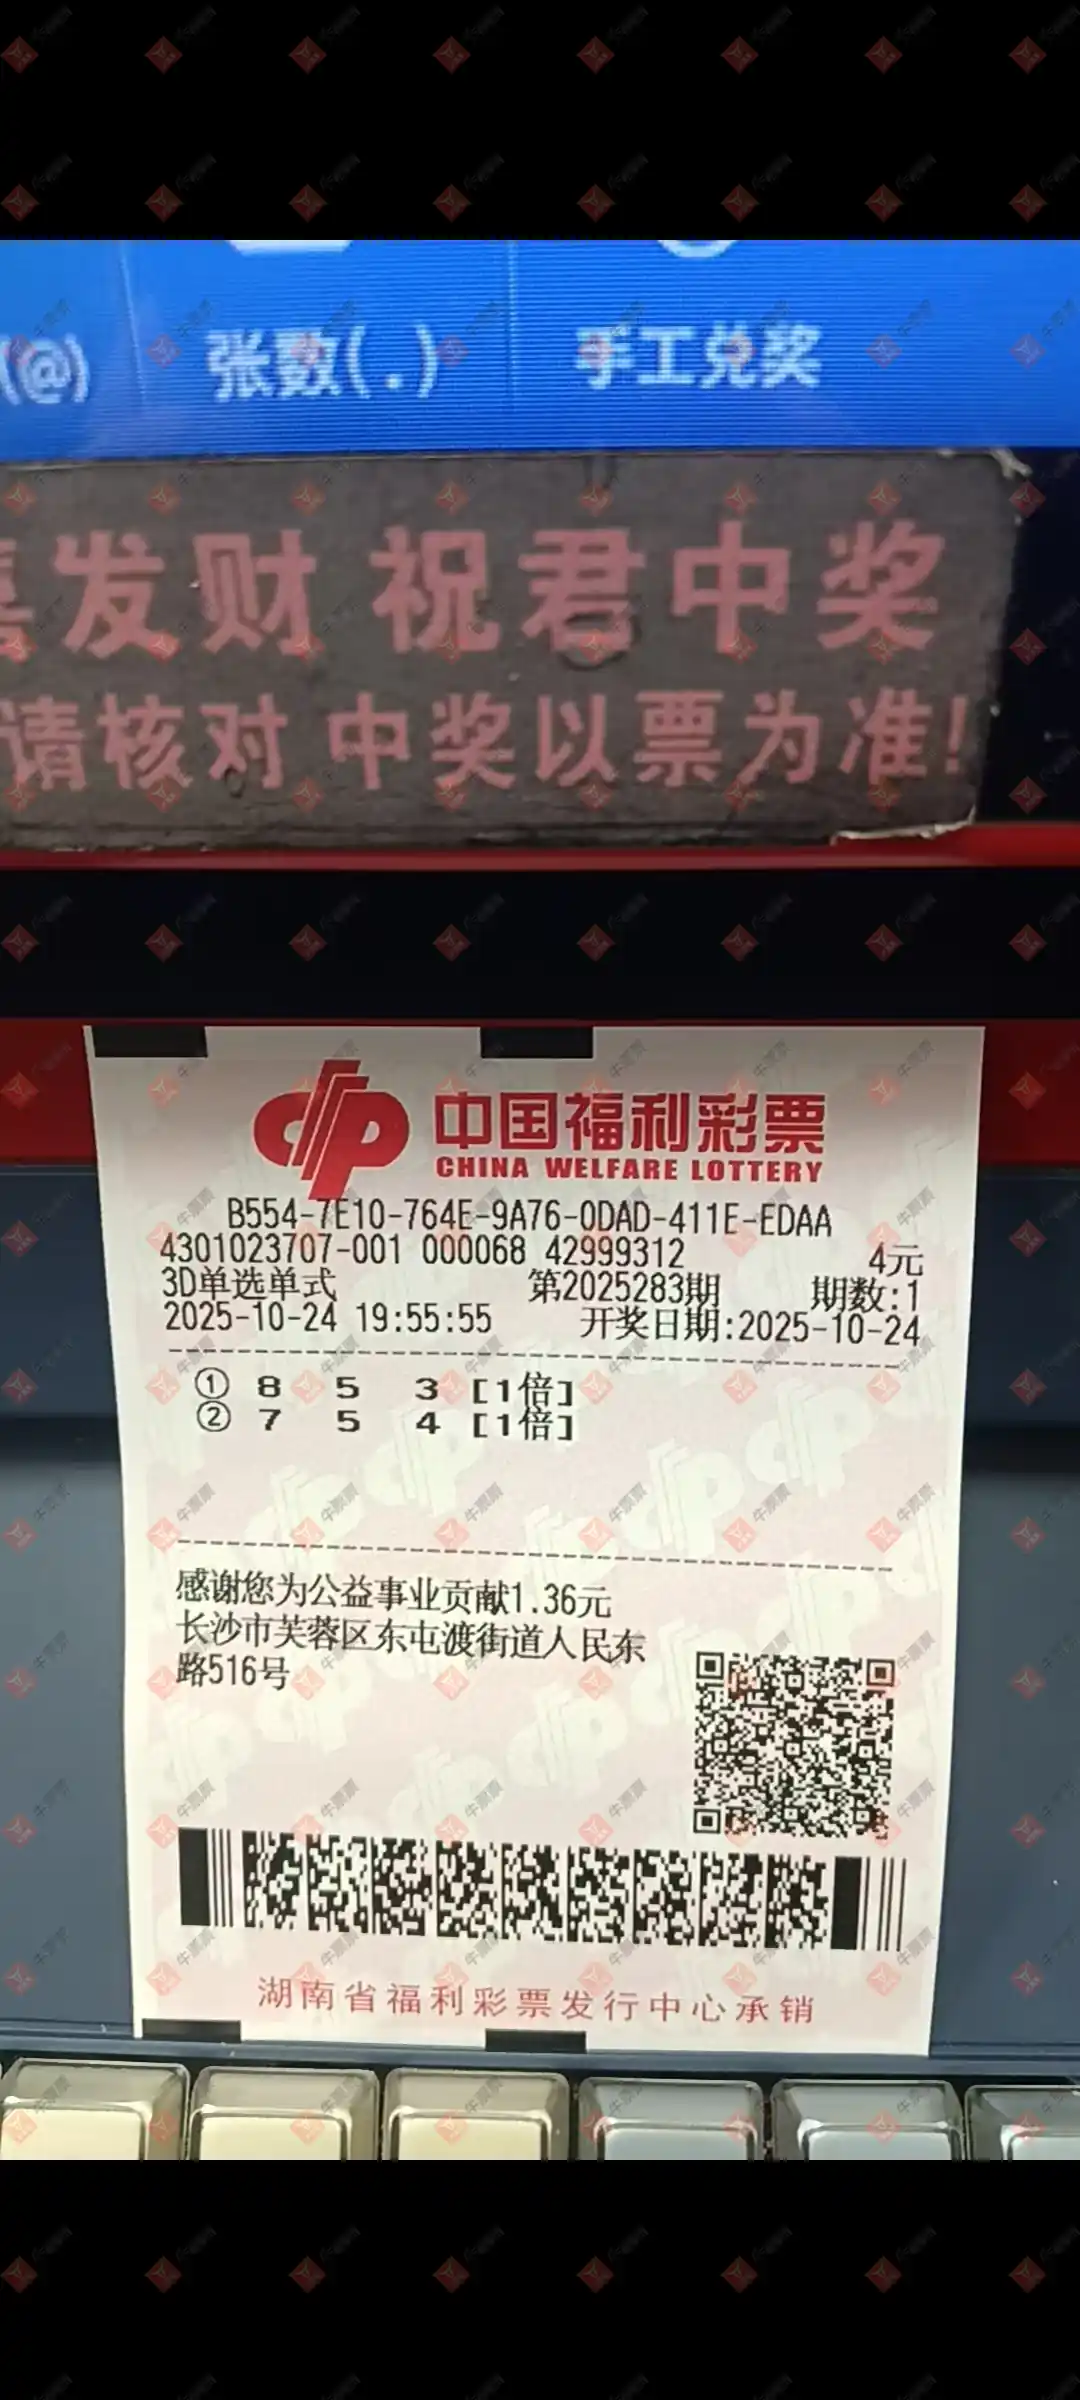 (@) 张数(.) 手工兑奖
喜发财 祝君中奖
请核对 中奖以票为准!
中国福利彩票
CHINA WELFARE LOTTERY
B554-7E10-764E-9A76-0DAD-411E-EDAA
4301023707-001 000068 42999312 4元
3D单选单式 第2025283期 期数:1
2025-10-24 19:55:55 开奖日期:2025-10-24
① 8 5 3 [1倍]
② 7 5 4 [1倍]
感谢您为公益事业贡献1.36元
长沙市芙蓉区东屯渡街道人民东
路516号
湖南省福利彩票发行中心承销
牛票票